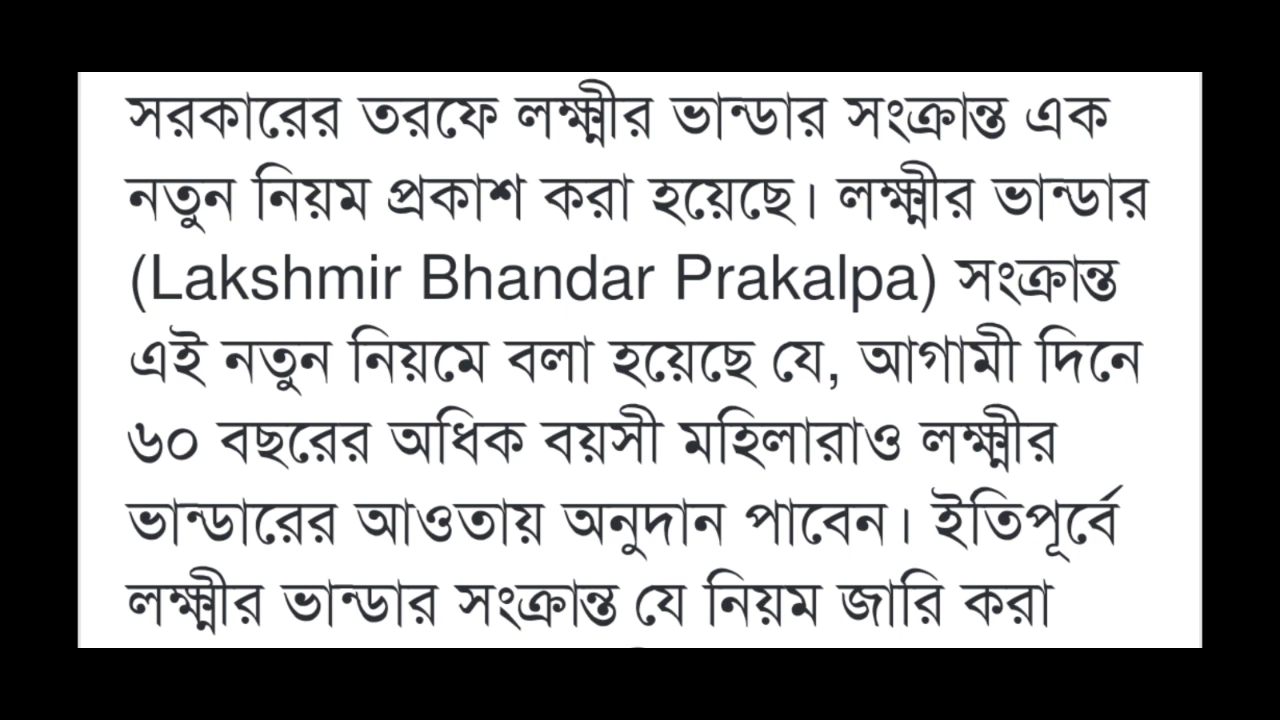 সরকারের তরফে লক্ষ্মীর ভান্ডার সংক্রান্ত এক
নতুন নিয়ম প্রকাশ করা হয়েছে। লক্ষ্মীর ভান্ডার
(Lakshmir Bhandar Prakalpa) সংক্রান্ত
এই নতুন নিয়মে বলা হয়েছে যে, আগামী দিনে
৬০ বছরের অধিক বয়সী মহিলারাও লক্ষ্মীর
ভান্ডারের আওতায় অনুদান পাবেন। ইতিপূর্বে
লক্ষ্মীর ভান্ডার সংক্রান্ত যে নিয়ম জারি করা